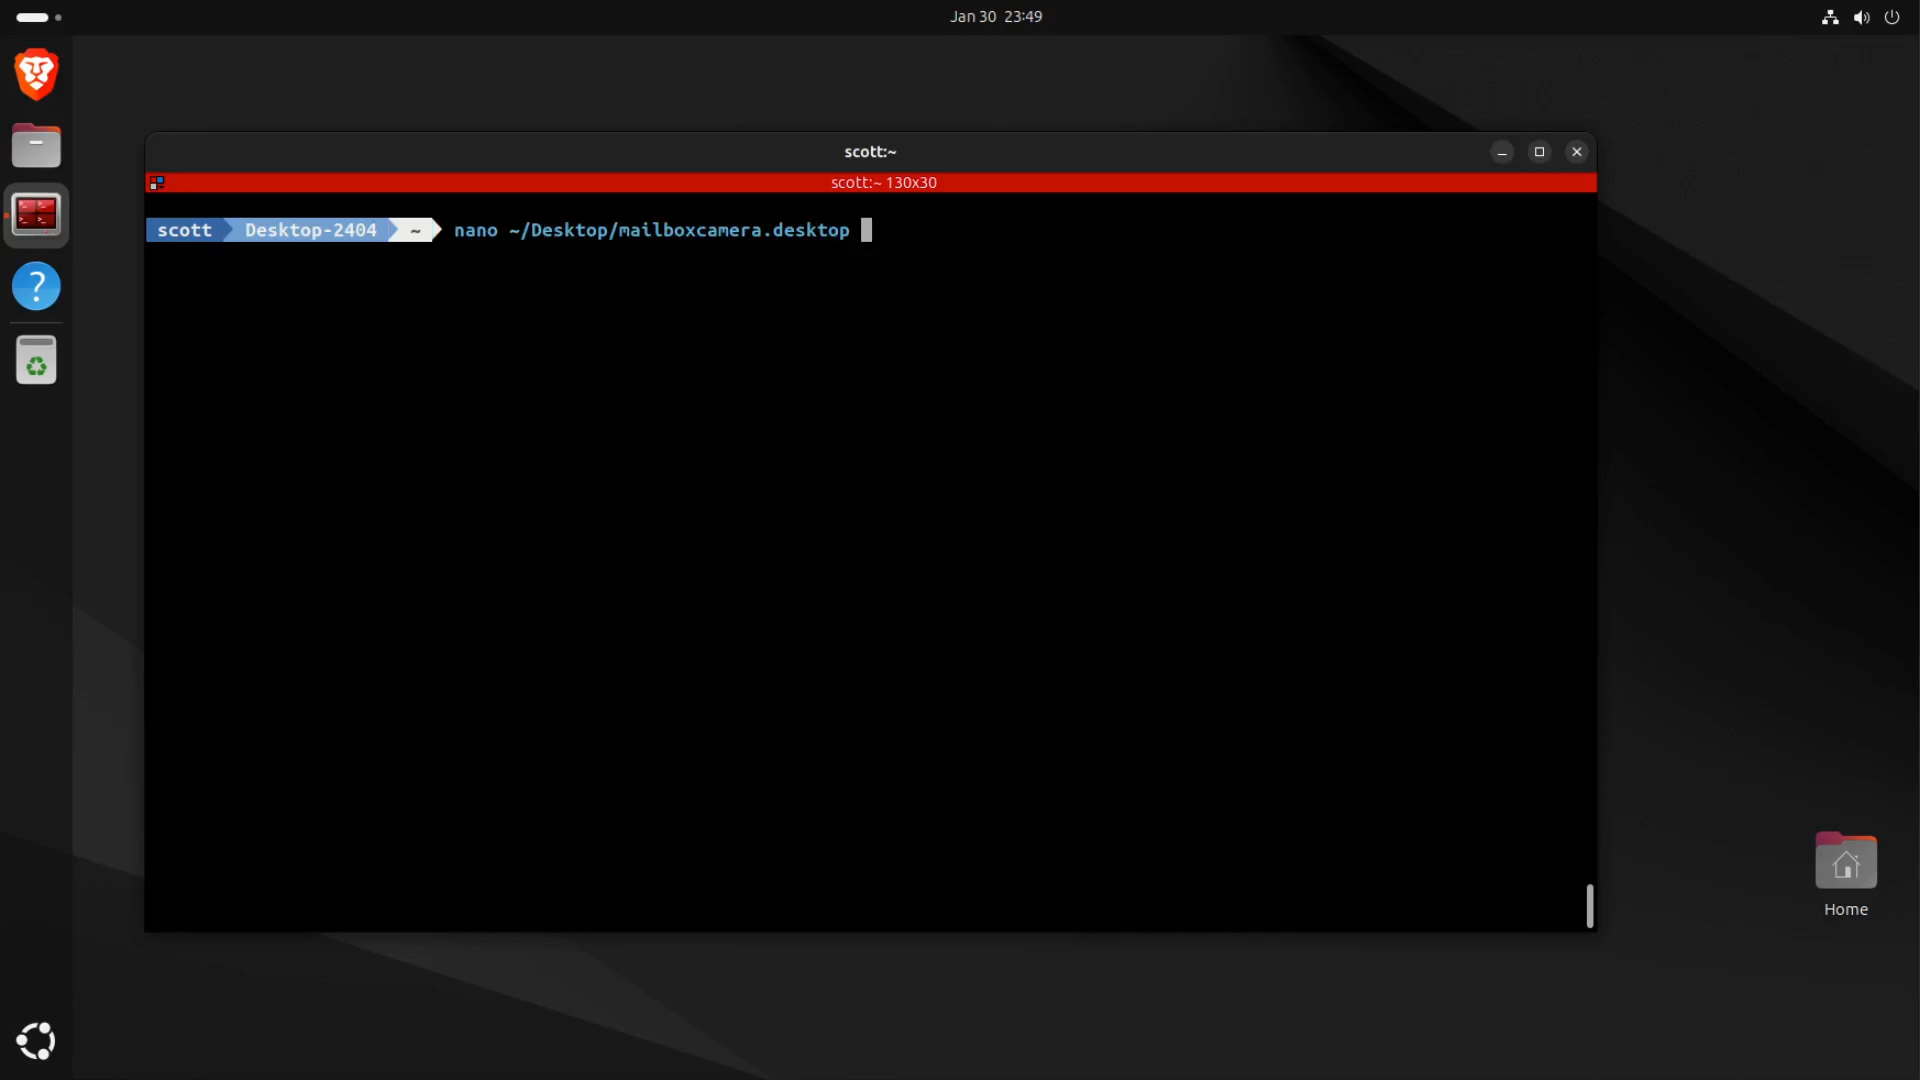 Jan 30 23:49
scott:~
scott:~ 130x30
scott Desktop-2404 ~ nano ~/Desktop/mailboxcamera.desktop
Home